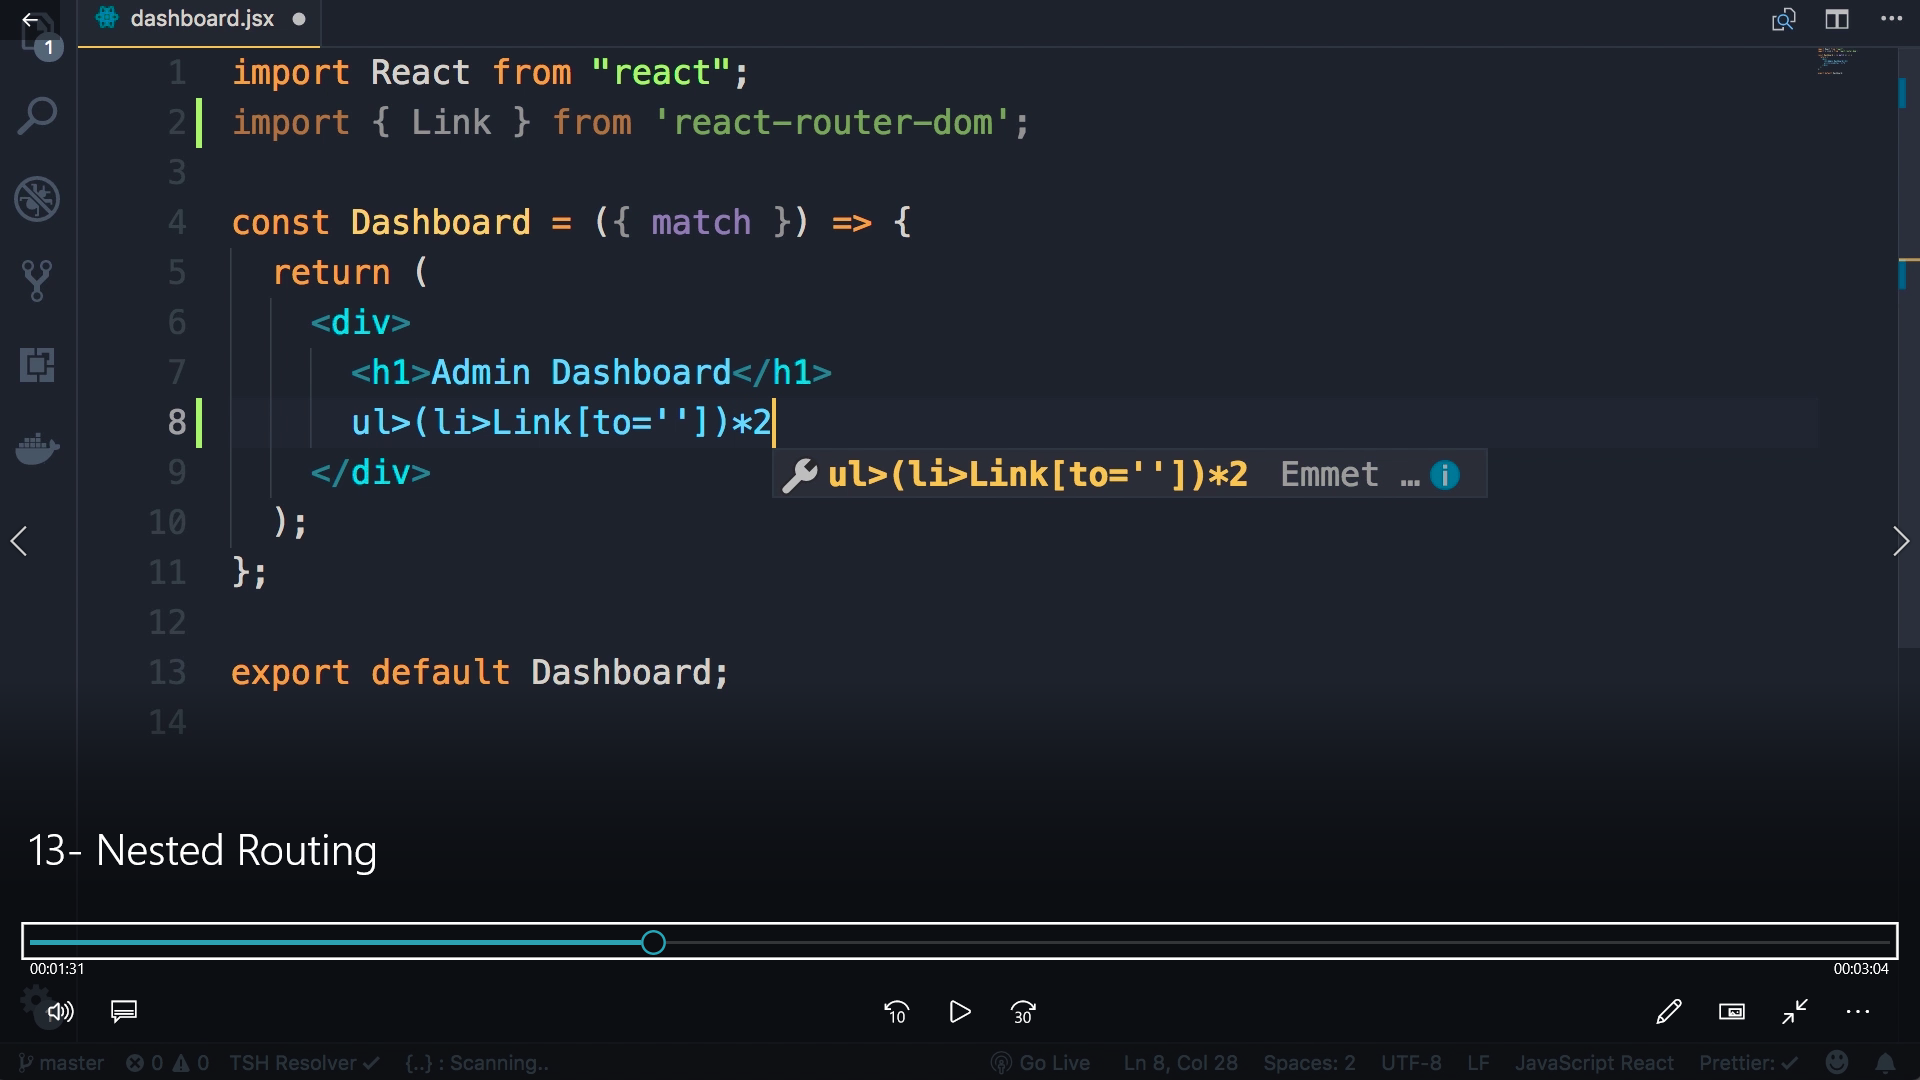 1
dashboard.jsx
1 import React from "react";
2 import { Link } from 'react-router-dom';
3
4 const Dashboard = ({ match }) => {
5 return (
6 <div>
7 <h1>Admin Dashboard</h1>
8 ul>(li>Link[to=''])*2
ul>(li>Link[to=''])*2 Emmet …
9 </div>
10 );
11 };
12
13 export default Dashboard;
14
13- Nested Routing
00:01:31 00:03:04
10 30
master 0 0 TSH Resolver ✓ {..} : Scanning.. Go Live Ln 8, Col 28 Spaces: 2 UTF-8 LF JavaScript React Prettier: ✓